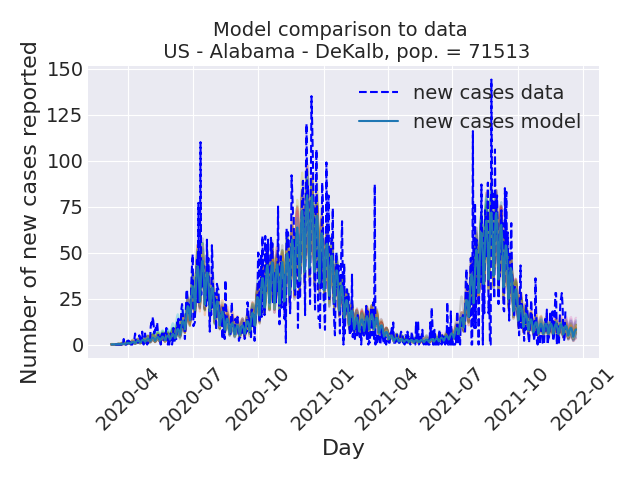 Model comparison to data
US - Alabama - DeKalb, pop. = 71513
Number of new cases reported
150
125
100
75
50
25
0
new cases data
new cases model
2020-04
2020-07
2020-10
2021-01
2021-04
2021-07
2021-10
2022-01
Day